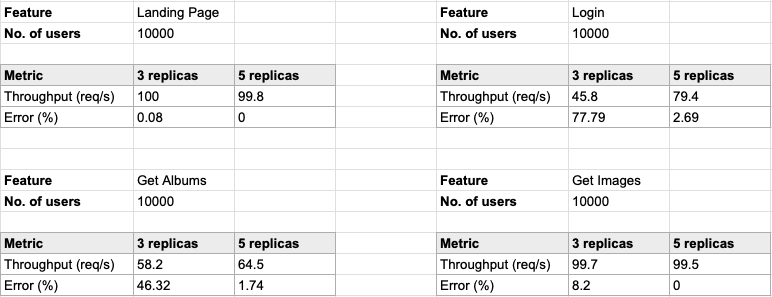 Feature Landing Page
No. of users 10000
Metric 3 replicas 5 replicas
Throughput (req/s) 100 99.8
Error (%) 0.08 0
Feature Login
No. of users 10000
Metric 3 replicas 5 replicas
Throughput (req/s) 45.8 79.4
Error (%) 77.79 2.69
Feature Get Albums
No. of users 10000
Metric 3 replicas 5 replicas
Throughput (req/s) 58.2 64.5
Error (%) 46.32 1.74
Feature Get Images
No. of users 10000
Metric 3 replicas 5 replicas
Throughput (req/s) 99.7 99.5
Error (%) 8.2 0